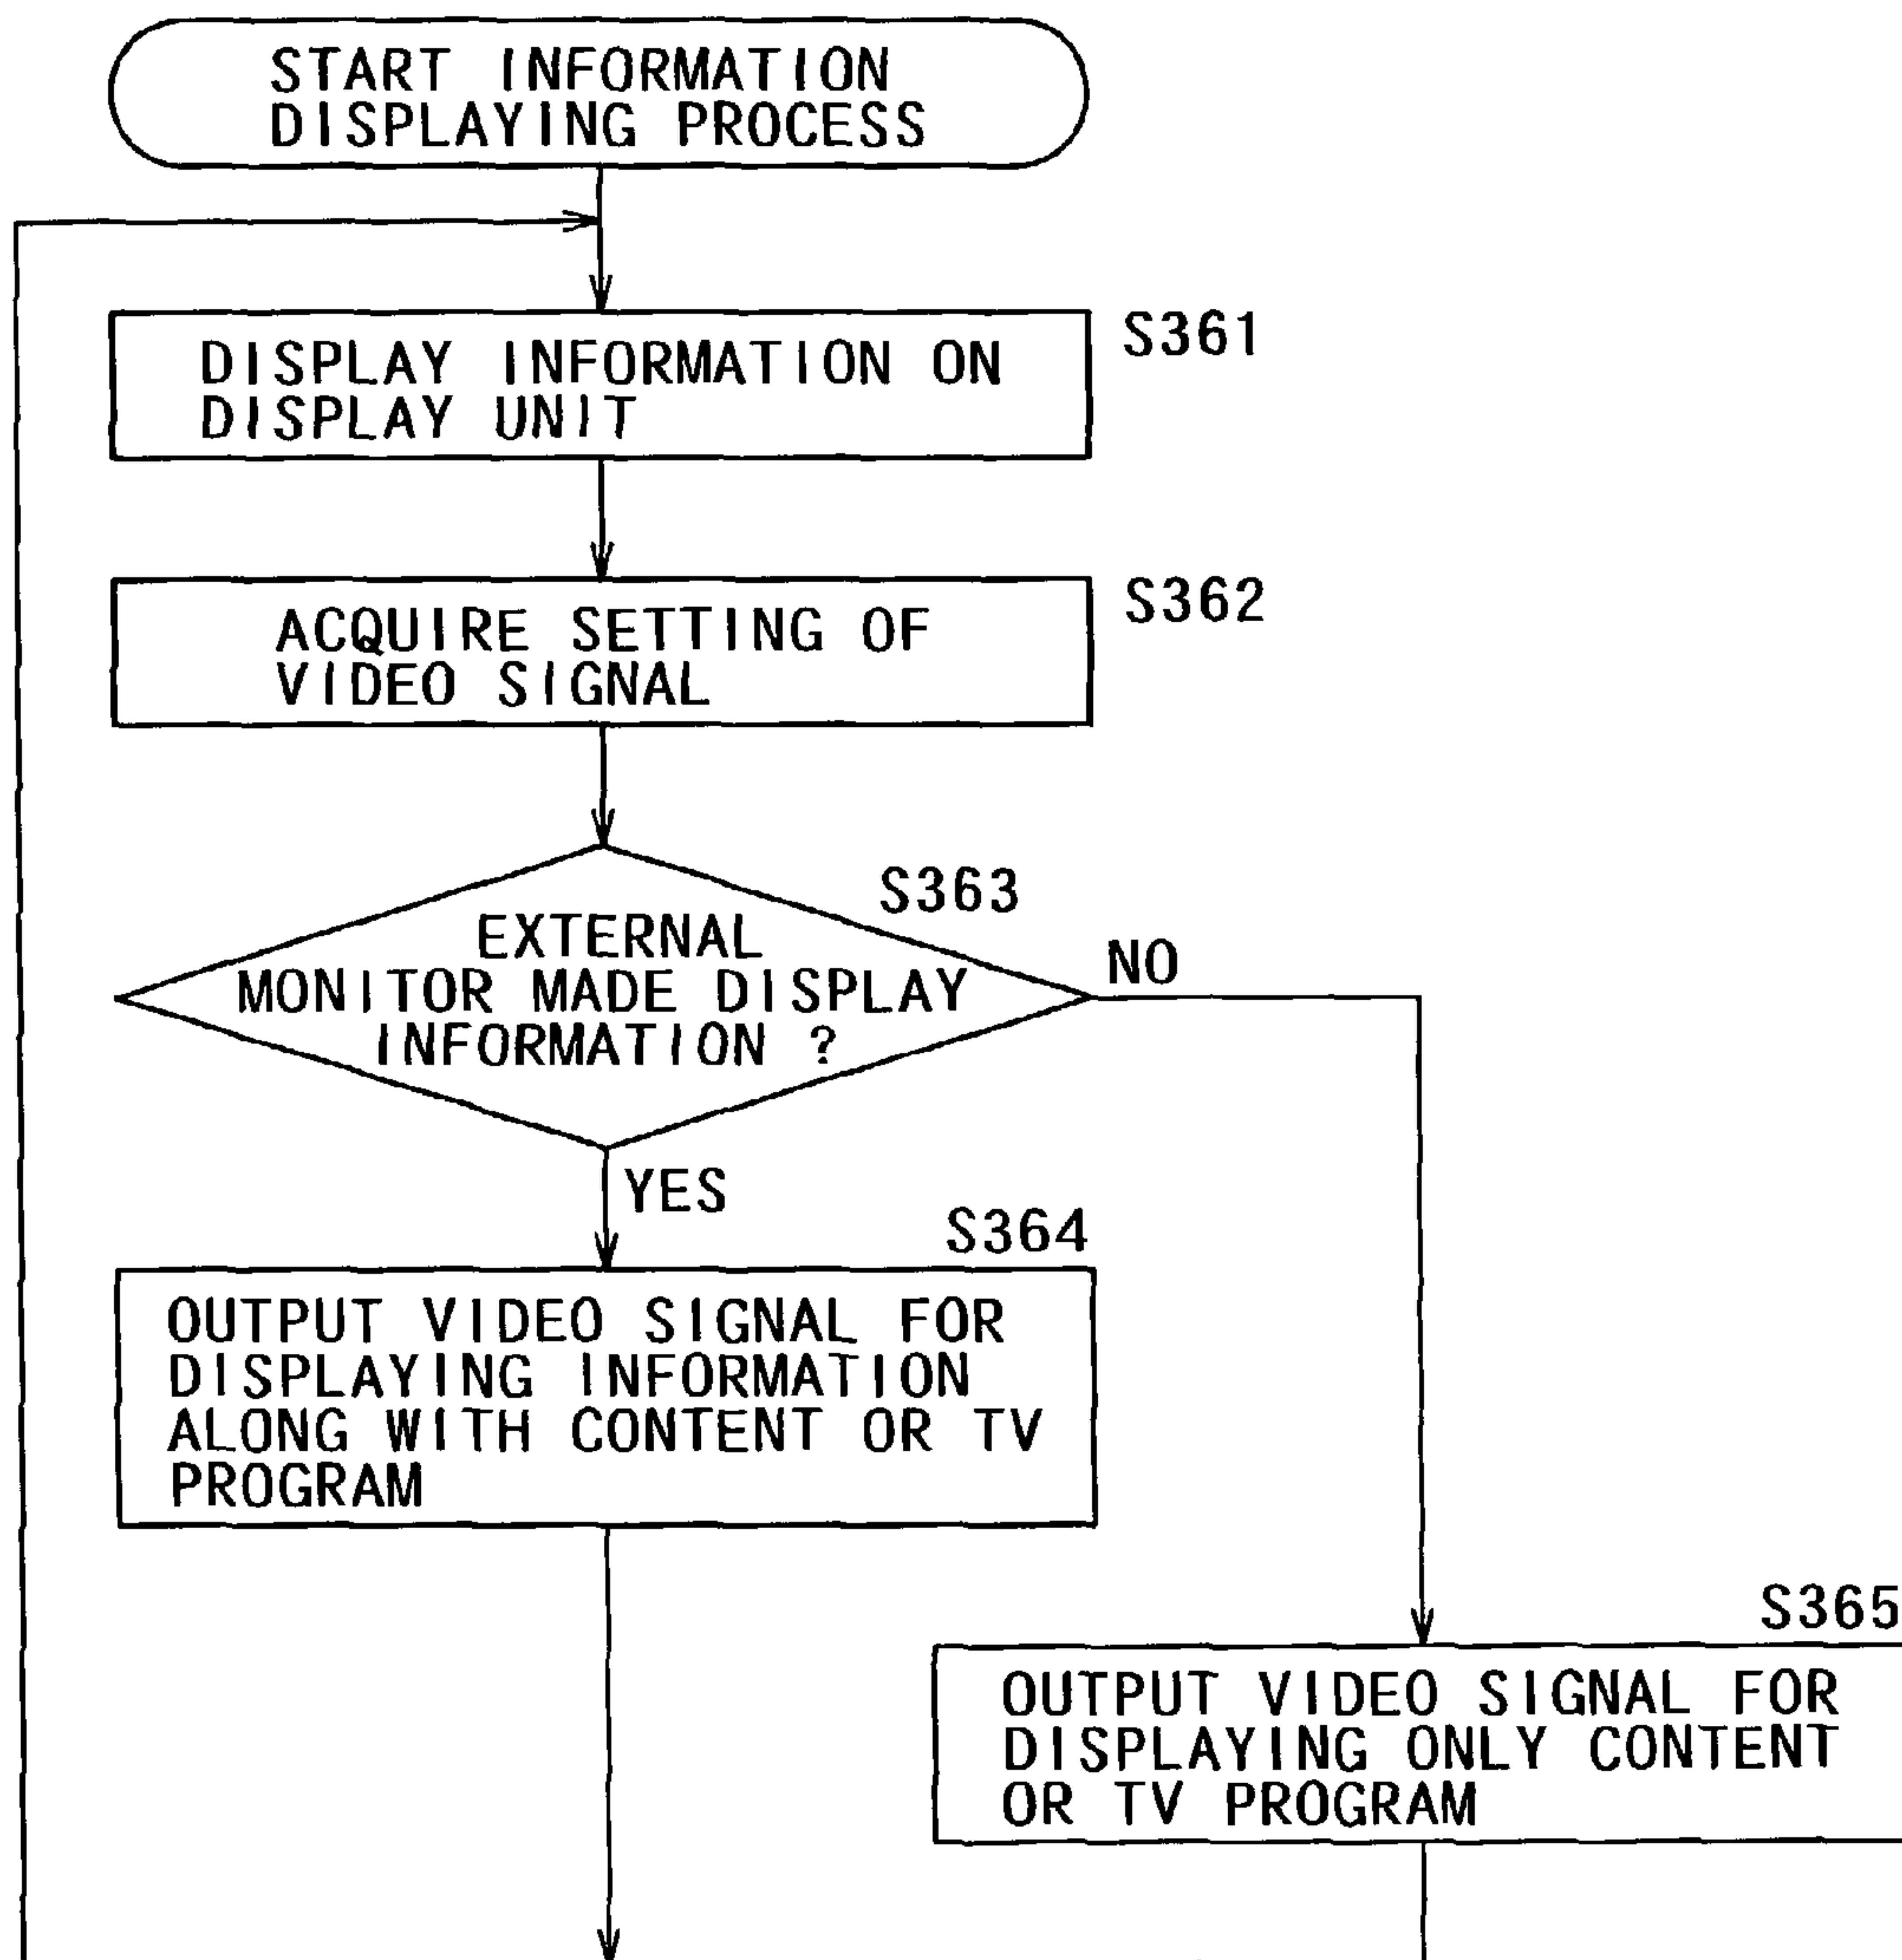 START INFORMATION
DISPLAYING PROCESS
S361
DISPLAY INFORMATION ON
DISPLAY UNIT
S362
ACQUIRE SETTING OF
VIDEO SIGNAL
S363
EXTERNAL
MONITOR MADE DISPLAY
INFORMATION ?
NO
YES
S364
OUTPUT VIDEO SIGNAL FOR
DISPLAYING INFORMATION
ALONG WITH CONTENT OR TV
PROGRAM
S365
OUTPUT VIDEO SIGNAL FOR
DISPLAYING ONLY CONTENT
OR TV PROGRAM